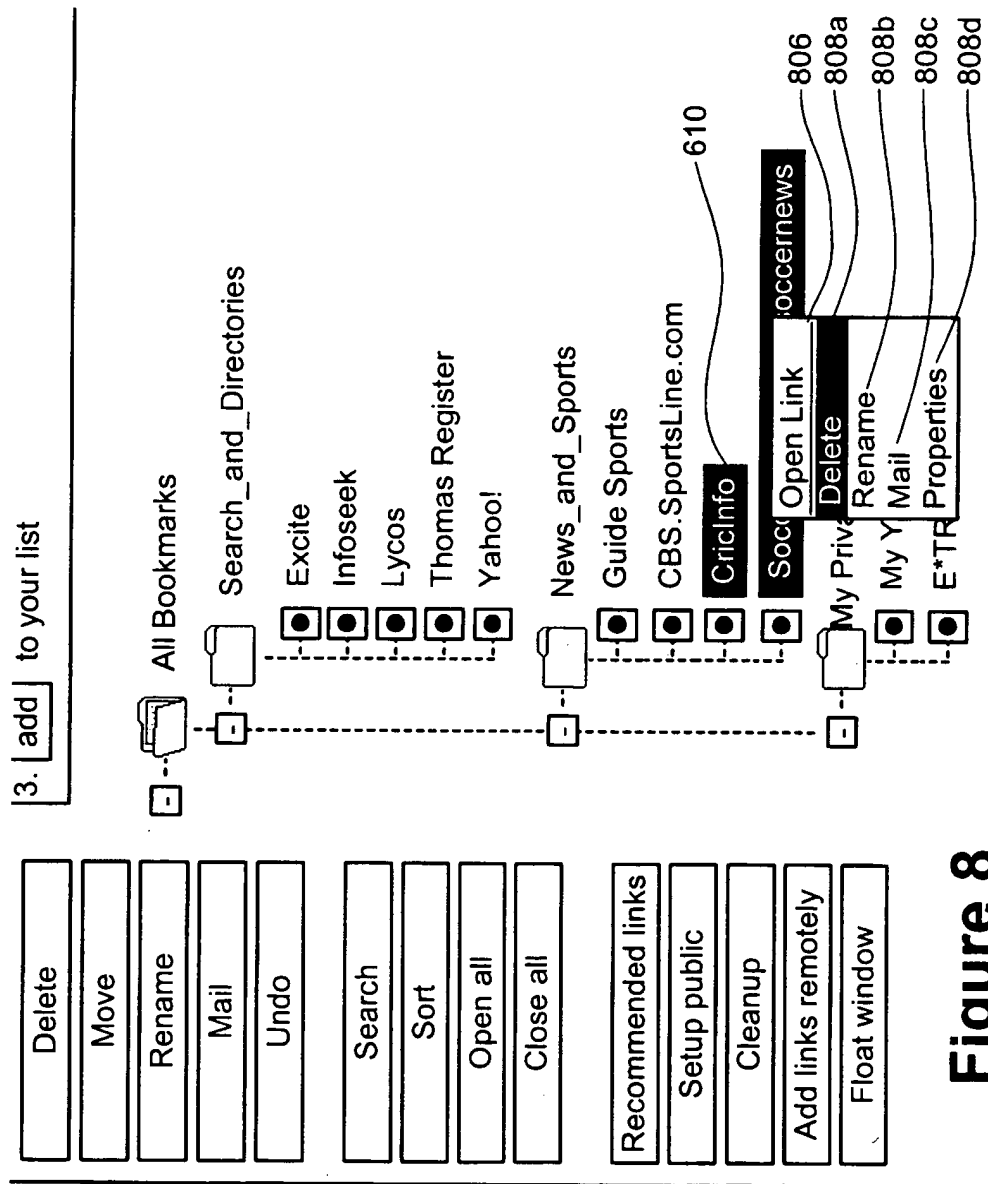 3. add to your list
Delete
Move
Rename
Mail
Undo
Search
Sort
Open all
Close all
Recommended links
Setup public
Cleanup
Add links remotely
Float window
All Bookmarks
Search_and_Directories
Excite
Infoseek
Lycos
Thomas Register
Yahoo!
News_and_Sports
Guide Sports
CBS.SportsLine.com
CricInfo
610
Socc occernews
My Priva
My Y
E*TR
Open Link
Delete
Rename
Mail
Properties
806
808a
808b
808c
808d
Figure 8